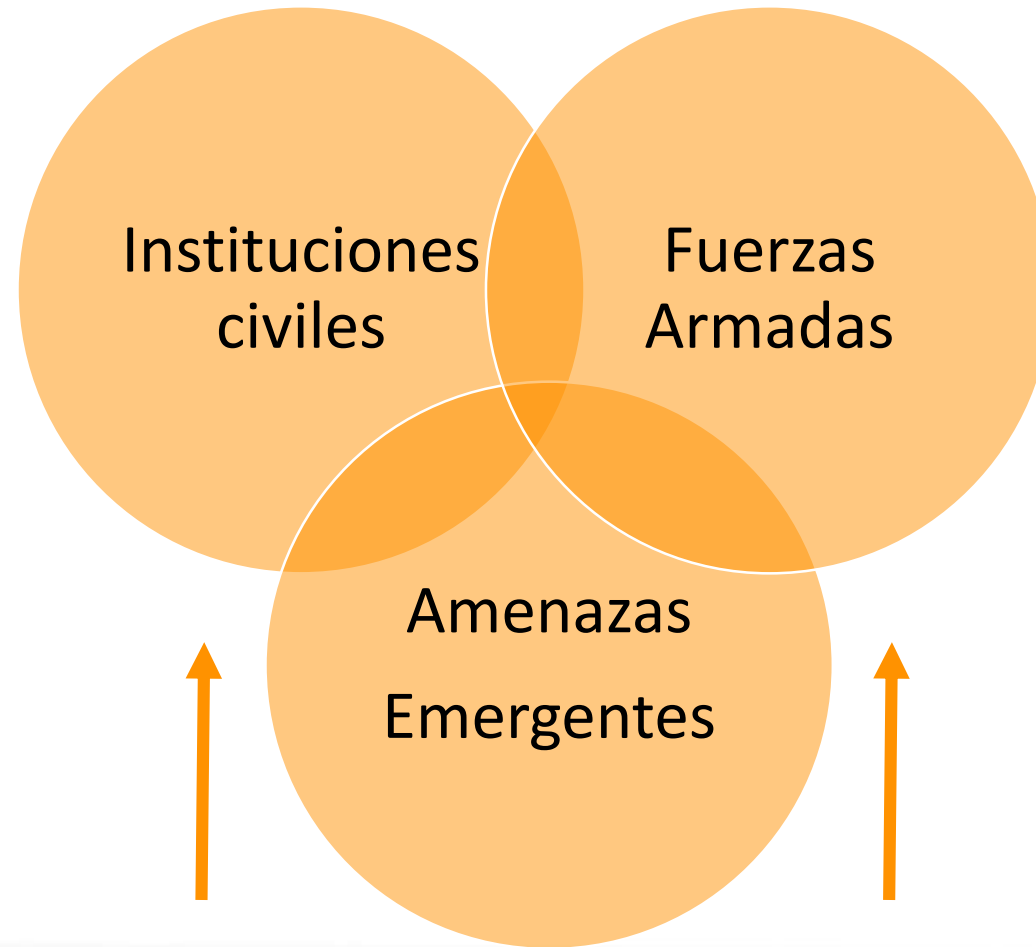 Instituciones
civiles
Fuerzas
Armadas
Amenazas
Emergentes